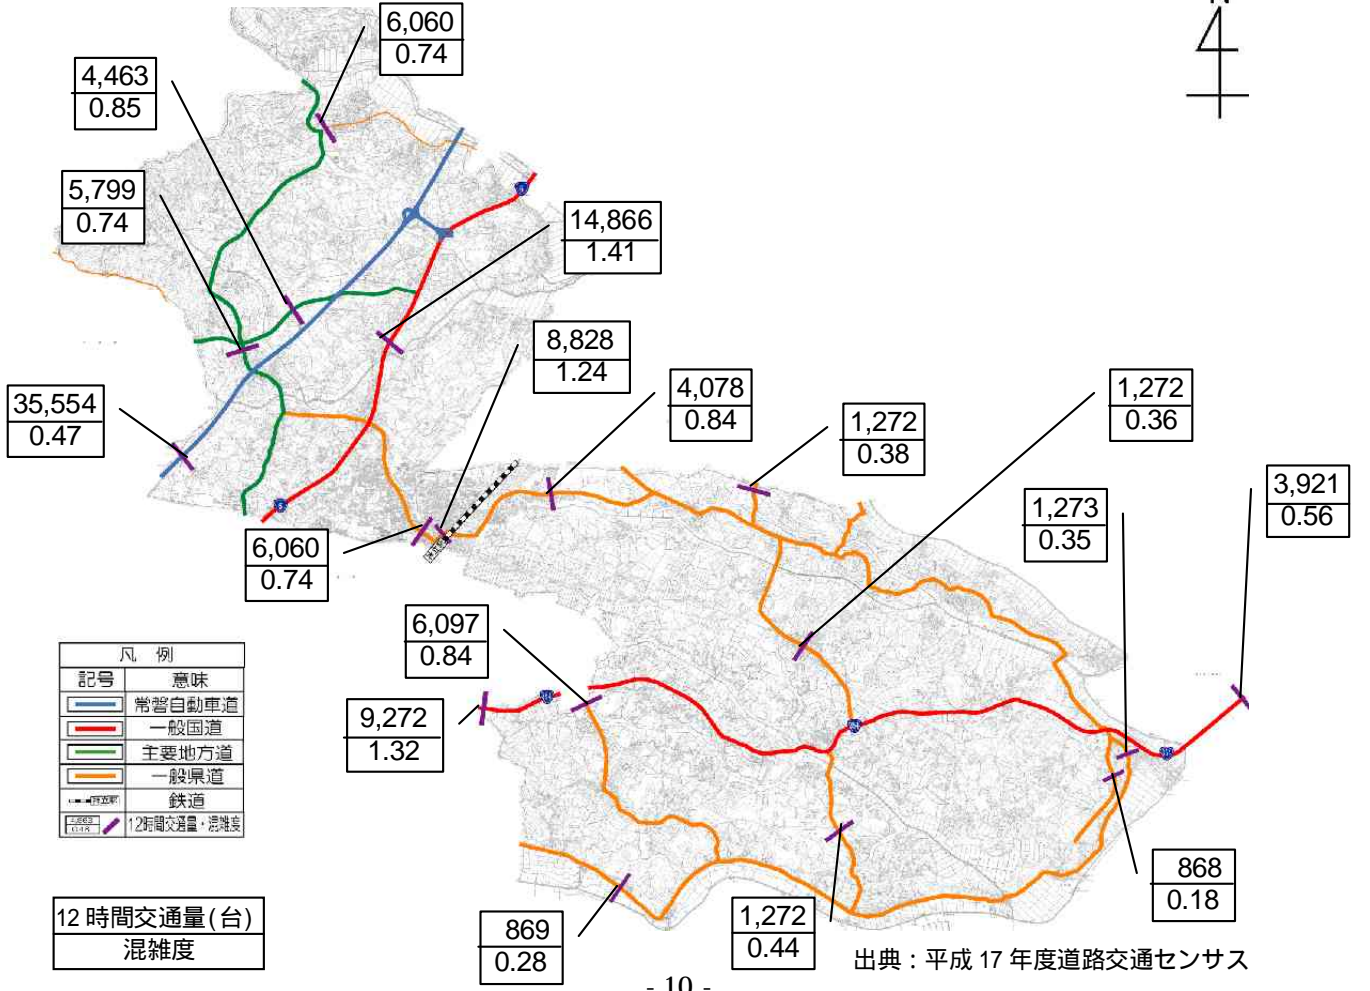 N
6,060
0.74
4,463
0.85
5,799
0.74
14,866
1.41
8,828
1.24
35,554
0.47
4,078
0.84
1,272
0.38
1,272
0.36
1,273
0.35
3,921
0.56
6,060
0.74
6,097
0.84
9,272
1.32
凡 例
記号 意味
常磐自動車道
一般国道
主要地方道
一般県道
鉄道
12時間交通量・混雑度
868
0.18
869
0.28
1,272
0.44
12 時間交通量(台)
混雑度
出典：平成 17 年度道路交通センサス
- 10 -